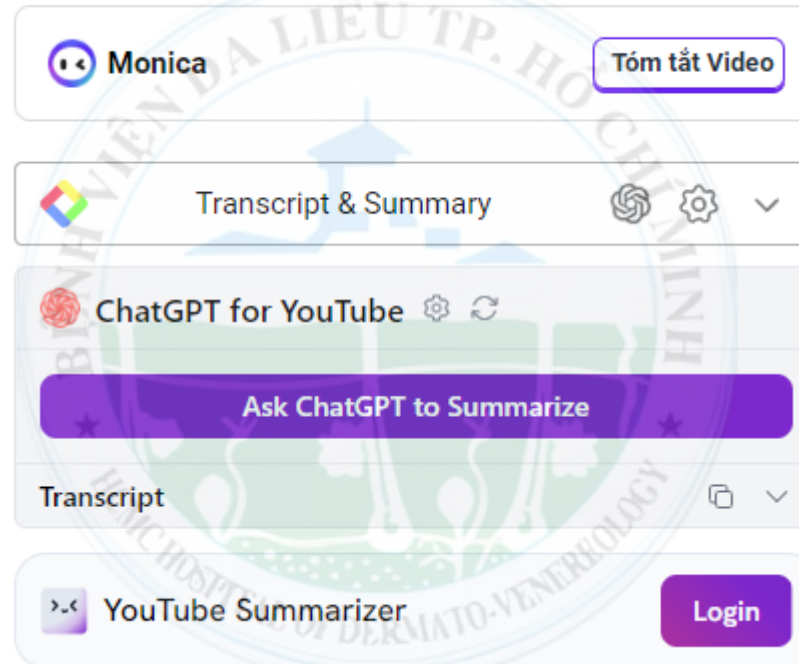 Monica
Tóm tắt Video
Transcript & Summary
ChatGPT for YouTube
Ask ChatGPT to Summarize
Transcript
YouTube Summarizer
Login
BỆNH VIỆN DA LIỄU TP. HỒ CHÍ MINH
HCMC HOSPITAL OF DERMATO-VENEREOLOGY